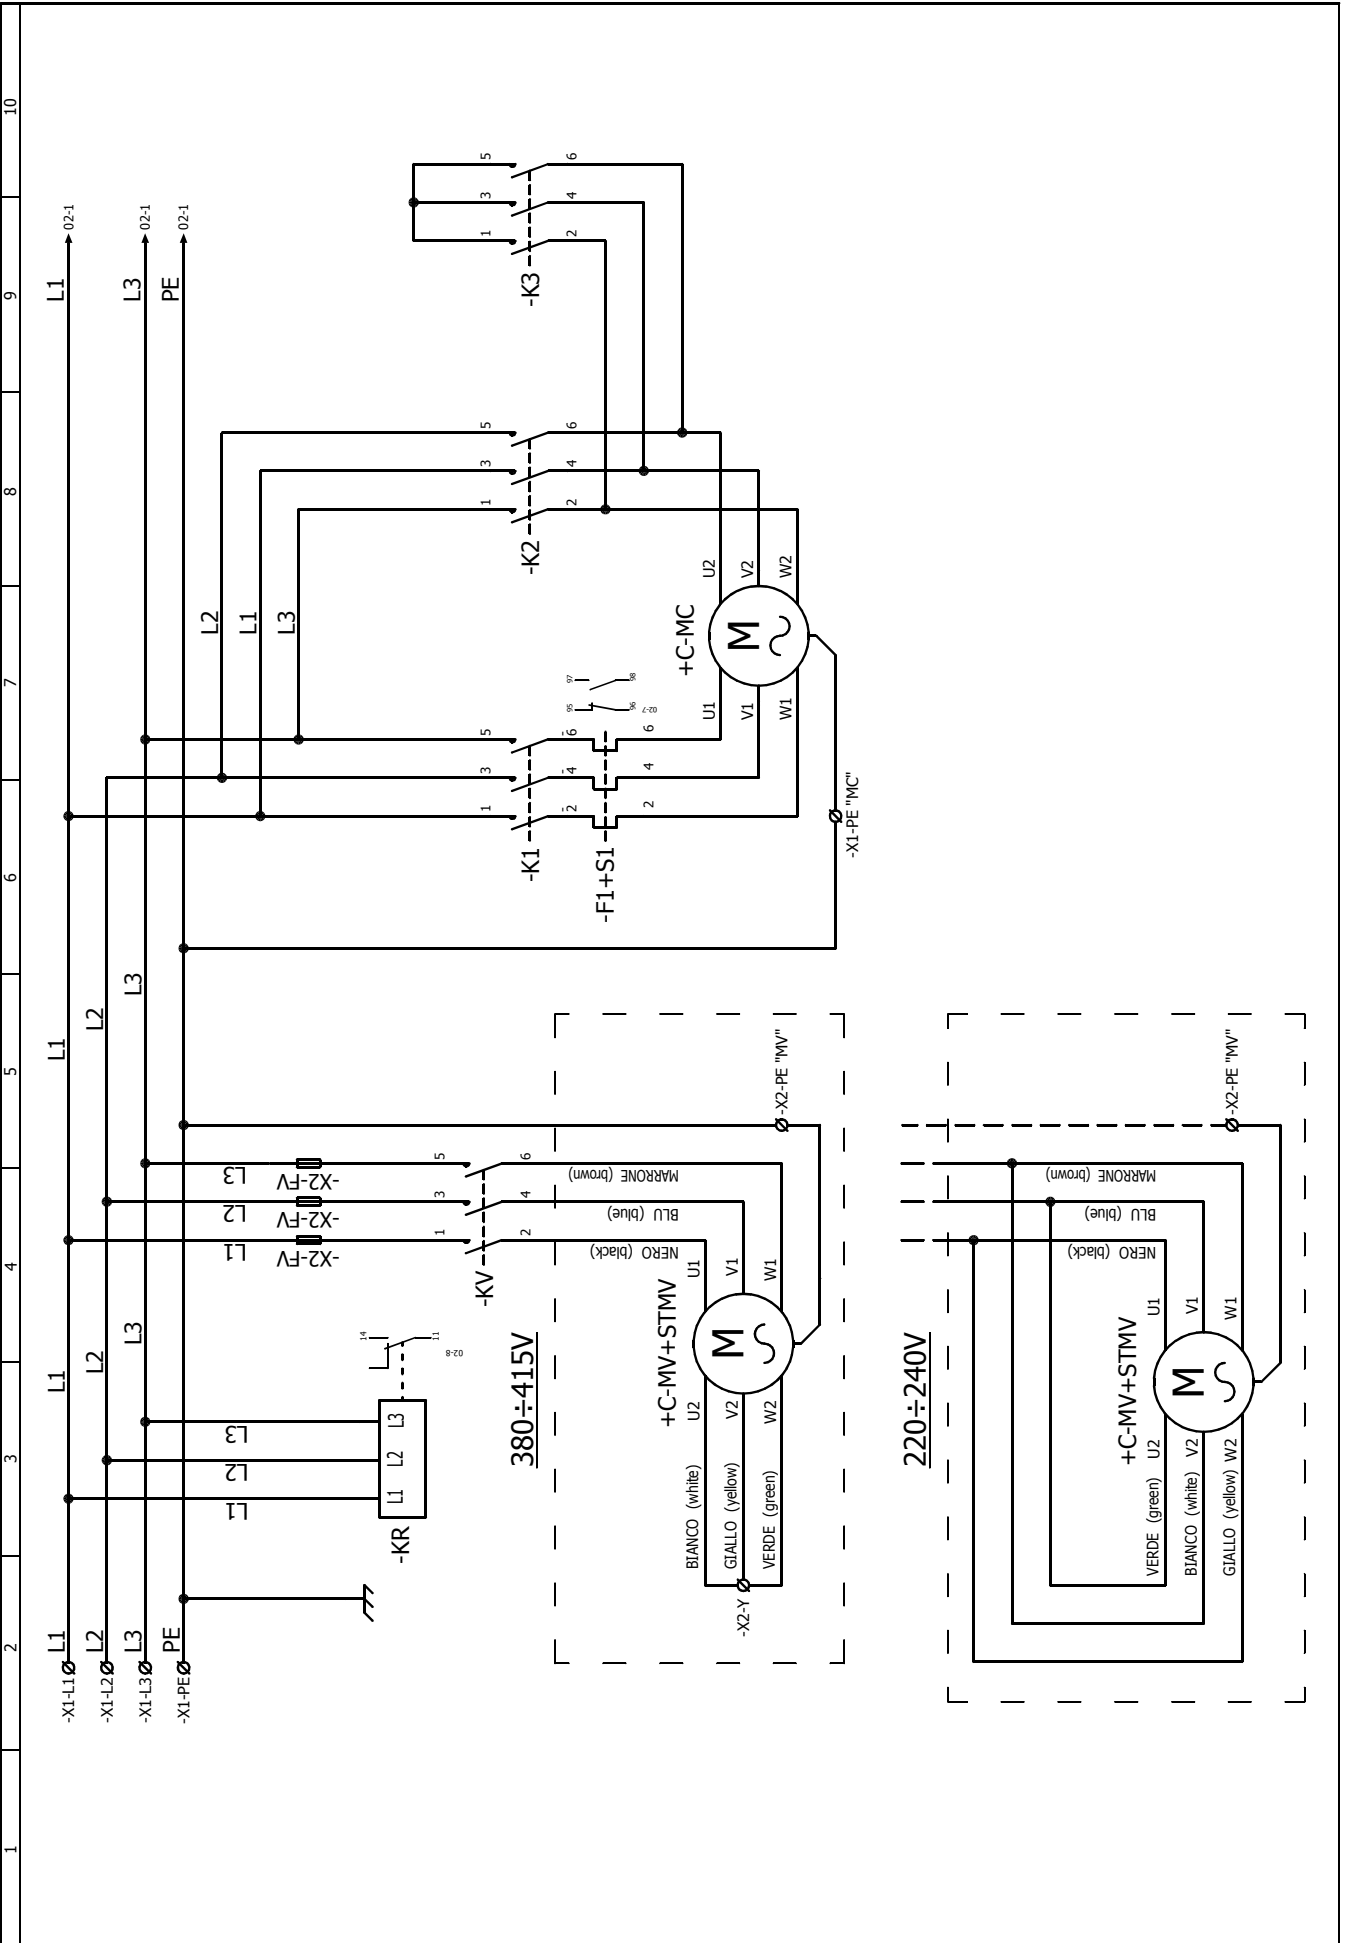 1
2
3
4
5
6
7
8
9
10
-X1-L1
L1
L1
L1
L1
02-1
-X1-L2
L2
L2
L2
-X1-L3
L3
L3
L3
L3
02-1
-X1-PE
PE
PE
02-1
L1
L2
L3
-KR
L1
L2
L3
14
11
02-8
L1
L2
L3
-X2-FV
-X2-FV
-X2-FV
-KV
1
3
5
2
4
6
380÷415V
NERO (black)
BLU (blue)
MARRONE (brown)
+C-MV+STMV
U1
V1
W1
M
U2
V2
W2
BIANCO (white)
GIALLO (yellow)
VERDE (green)
-X2-Y
-X2-PE "MV"
220÷240V
NERO (black)
BLU (blue)
MARRONE (brown)
+C-MV+STMV
U1
V1
W1
M
VERDE (green) U2
BIANCO (white) V2
GIALLO (yellow) W2
-X2-PE "MV"
L2
L1
L3
-K1
1
3
5
-2
-4
-6
-F1+S1
2
4
6
95
96
97
98
02-7
+C-MC
U1
V1
W1
M
U2
V2
W2
-X1-PE "MC"
-K2
1
3
5
2
4
6
-K3
1
3
5
2
4
6